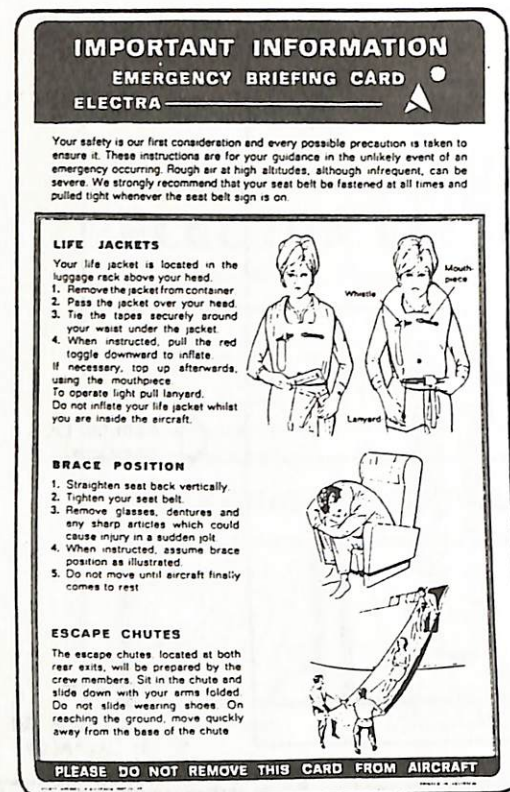 IMPORTANT INFORMATION
EMERGENCY BRIEFING CARD
ELECTRA
Your safety is our first consideration and every possible precaution is taken to
ensure it. These instructions are for your guidance in the unlikely event of an
emergency occurring. Rough air at high altitudes, although infrequent, can be
severe. We strongly recommend that your seat belt be fastened at all times and
pulled tight whenever the seat belt sign is on.
LIFE JACKETS
Your life jacket is located in the
luggage rack above your head.
1. Remove the jacket from container
2. Pass the jacket over your head.
3. Tie the tapes securely around
your waist under the jacket.
4. When instructed, pull the red
toggle downward to inflate.
If necessary, top up afterwards,
using the mouthpiece.
To operate light pull lanyard.
Do not inflate your life jacket whilst
you are inside the aircraft.
Whistle
Mouth-
piece
Lanyard
BRACE POSITION
1. Straighten seat back vertically.
2. Tighten your seat belt.
3. Remove glasses, dentures and
any sharp articles which could
cause injury in a sudden jolt.
4. When instructed, assume brace
position as illustrated.
5. Do not move until aircraft finally
comes to rest
ESCAPE CHUTES
The escape chutes, located at both
rear exits, will be prepared by the
crew members. Sit in the chute and
slide down with your arms folded.
Do not slide wearing shoes. On
reaching the ground, move quickly
away from the base of the chute
PLEASE DO NOT REMOVE THIS CARD FROM AIRCRAFT